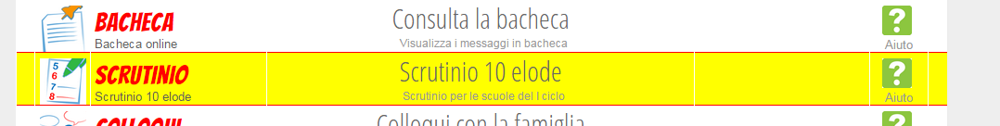 BACHECA
Bacheca online
Consulta la bacheca
Visualizza i messaggi in bacheca
?
Aiuto
5
6
7
8
SCRUTINIO
Scrutinio 10 elode
Scrutinio 10 elode
Scrutinio per le scuole del I ciclo
?
Aiuto
COLLOQUI
Colloqui con la famiglia
?